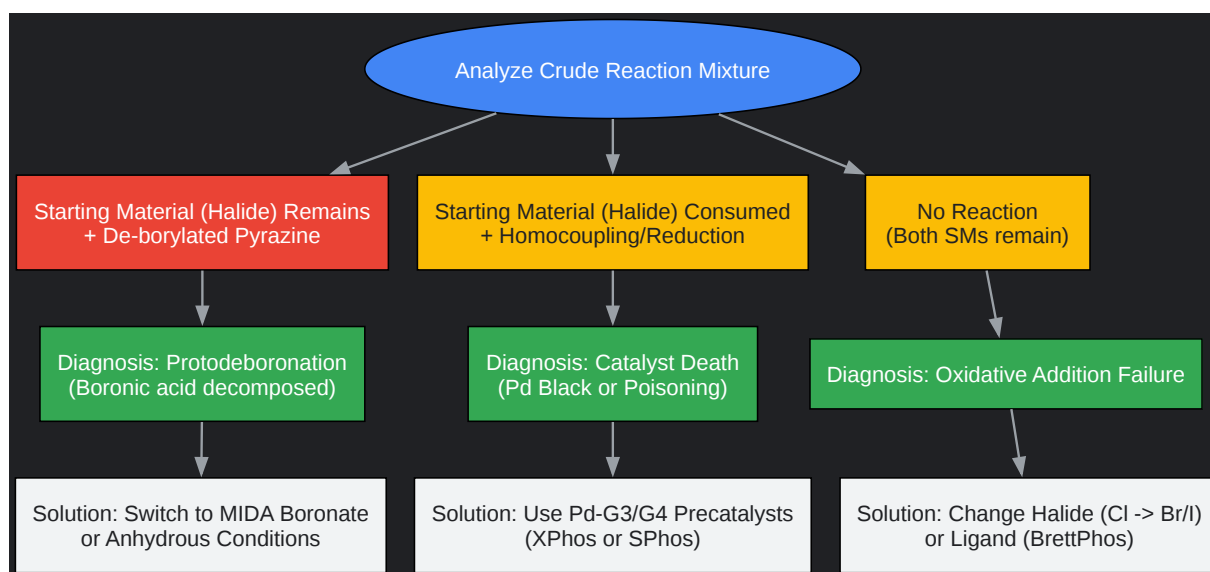 Analyze Crude Reaction Mixture
Starting Material (Halide) Remains
+ De-borylated Pyrazine
Starting Material (Halide) Consumed
+ Homocoupling/Reduction
No Reaction
(Both SMs remain)
Diagnosis: Protodeboronation
(Boronic acid decomposed)
Diagnosis: Catalyst Death
(Pd Black or Poisoning)
Diagnosis: Oxidative Addition Failure
Solution: Switch to MIDA Boronate
or Anhydrous Conditions
Solution: Use Pd-G3/G4 Precatalysts
(XPhos or SPhos)
Solution: Change Halide (Cl -> Br/I)
or Ligand (BrettPhos)